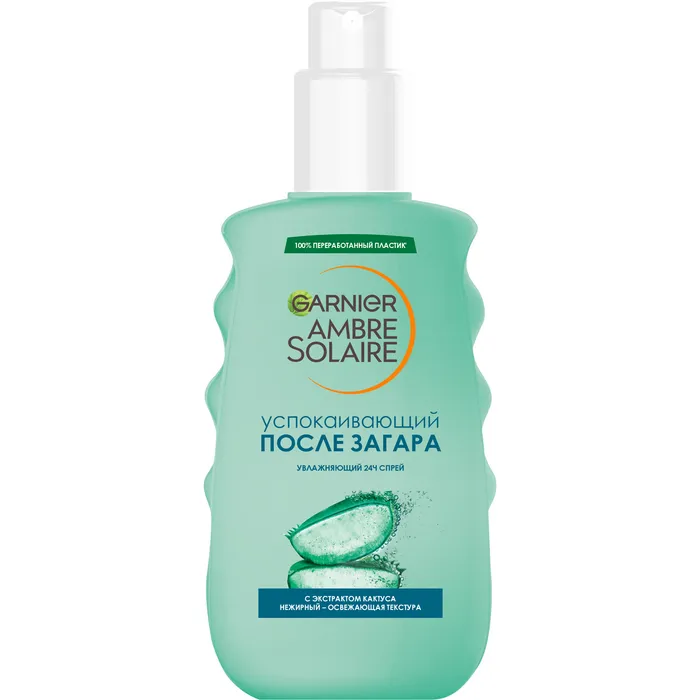 100% ПЕРЕРАБОТАННЫЙ ПЛАСТИК*
GARNIER
AMBRE
SOLAIRE
УСПОКАИВАЮЩИЙ
ПОСЛЕ ЗАГАРА
УВЛАЖНЯЮЩИЙ 24Ч СПРЕЙ
С ЭКСТРАКТОМ КАКТУСА
НЕЖИРНЫЙ – ОСВЕЖАЮЩАЯ ТЕКСТУРА